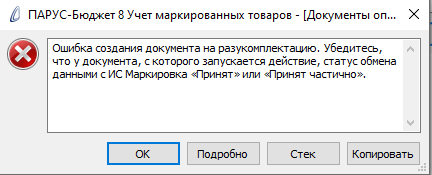 ПАРУС-Бюджет 8 Учет маркированных товаров - [Документы оп...
Ошибка создания документа на разукомплектацию. Убедитесь,
что у документа, с которого запускается действие, статус обмена
данными с ИС Маркировка «Принят» или «Принят частично».
ОК
Подробно
Стек
Копировать